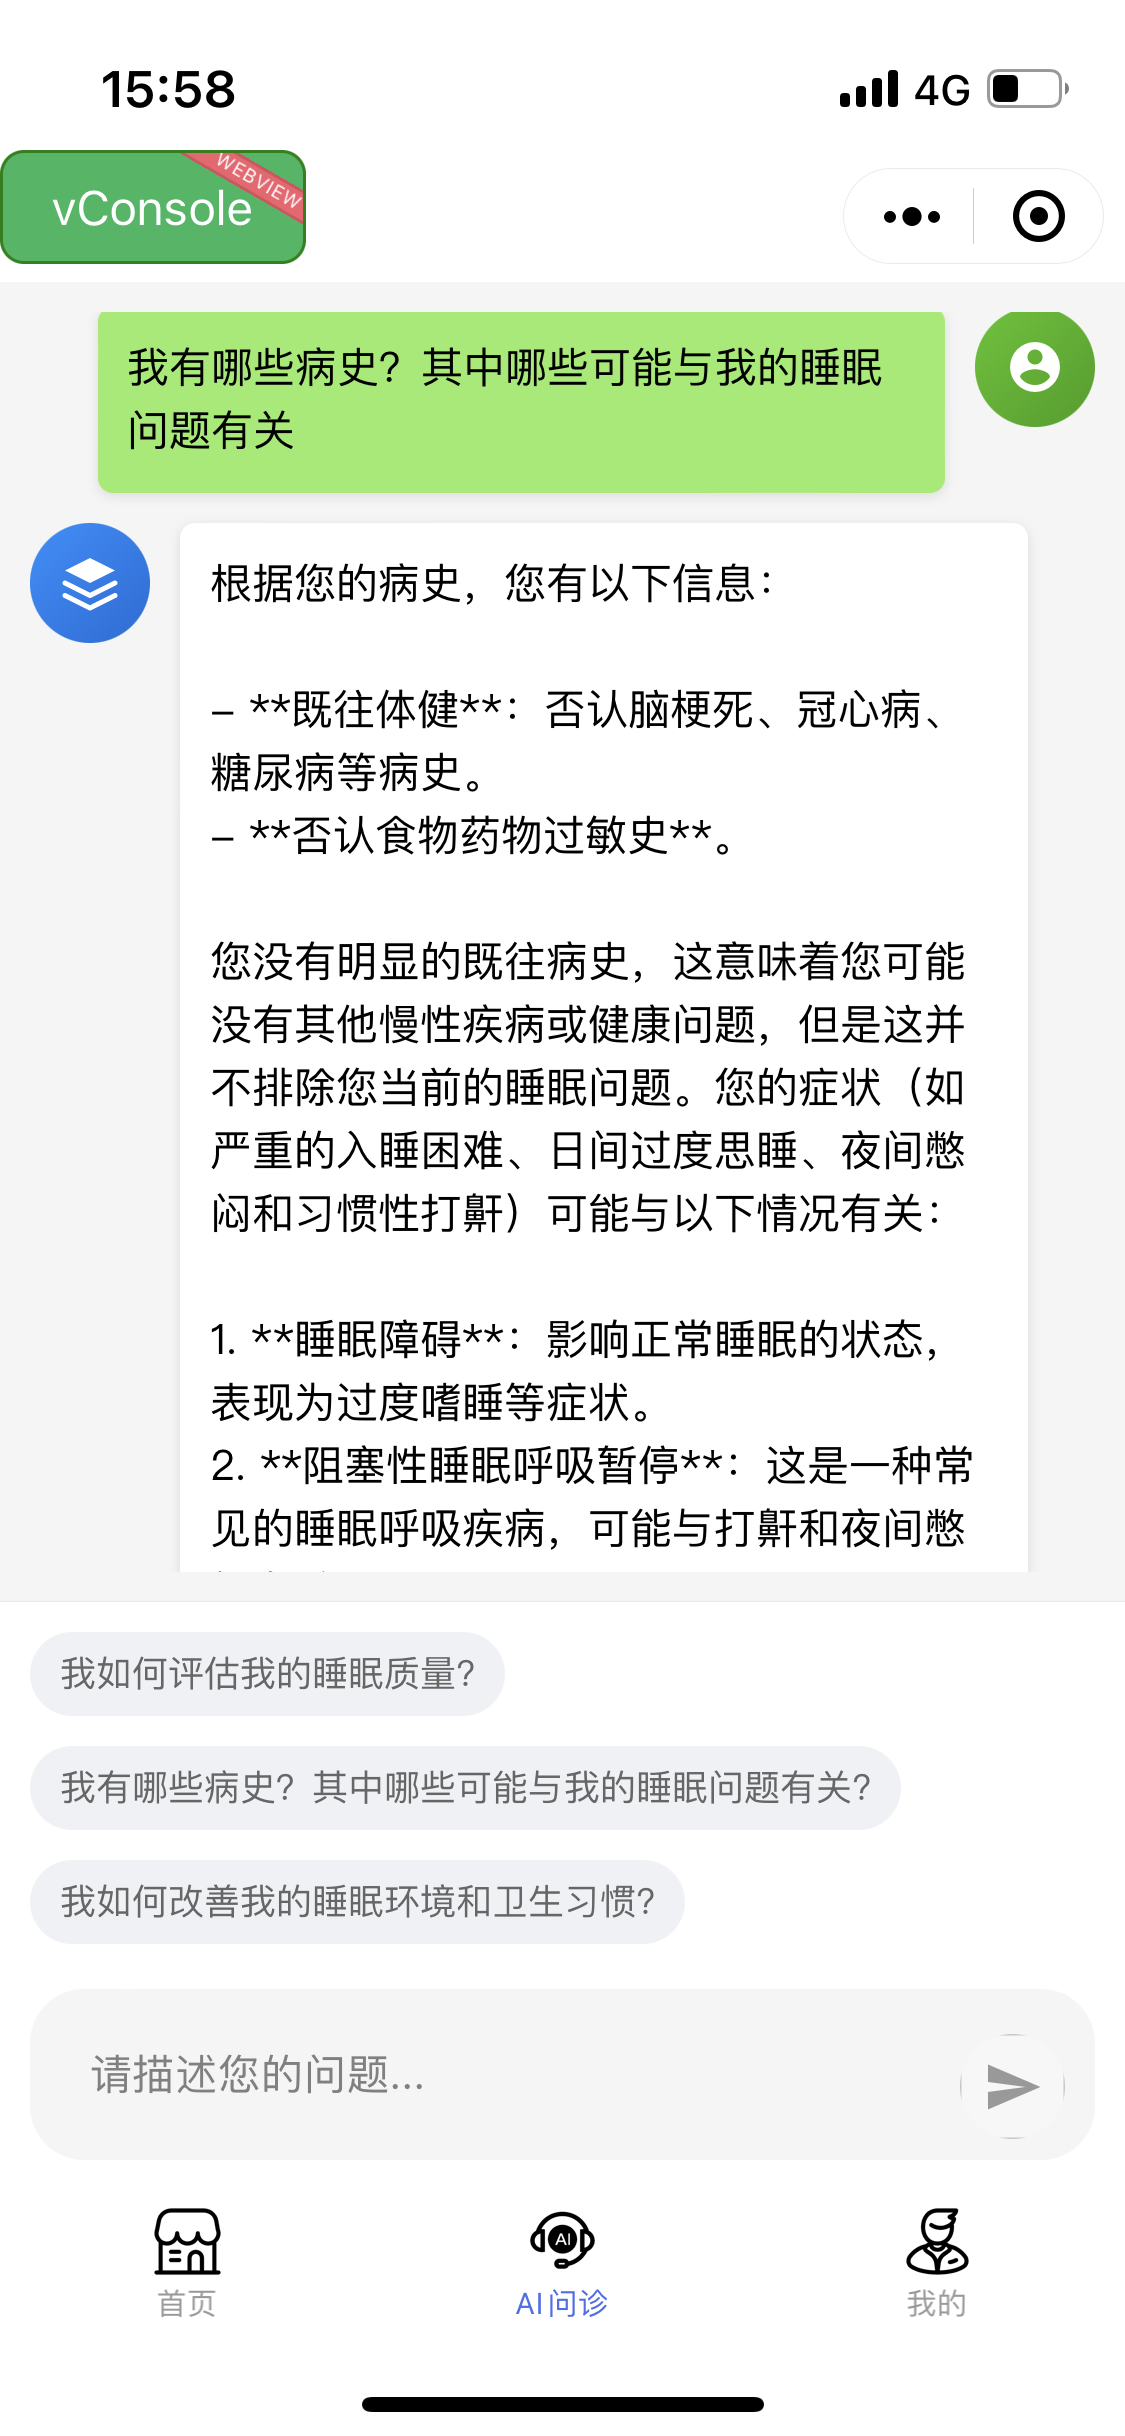 15:58
4G
vConsole
WEBVIEW
我有哪些病史？其中哪些可能与我的睡眠
问题有关
根据您的病史，您有以下信息：
- **既往体健**：否认脑梗死、冠心病、
糖尿病等病史。
- **否认食物药物过敏史**。
您没有明显的既往病史，这意味着您可能
没有其他慢性疾病或健康问题，但是这并
不排除您当前的睡眠问题。您的症状（如
严重的入睡困难、日间过度思睡、夜间憋
闷和习惯性打鼾）可能与以下情况有关：
1. **睡眠障碍**：影响正常睡眠的状态，
表现为过度嗜睡等症状。
2. **阻塞性睡眠呼吸暂停**：这是一种常
见的睡眠呼吸疾病，可能与打鼾和夜间憋
我如何评估我的睡眠质量？
我有哪些病史？其中哪些可能与我的睡眠问题有关？
我如何改善我的睡眠环境和卫生习惯？
请描述您的问题...
AI
首页
AI问诊
我的